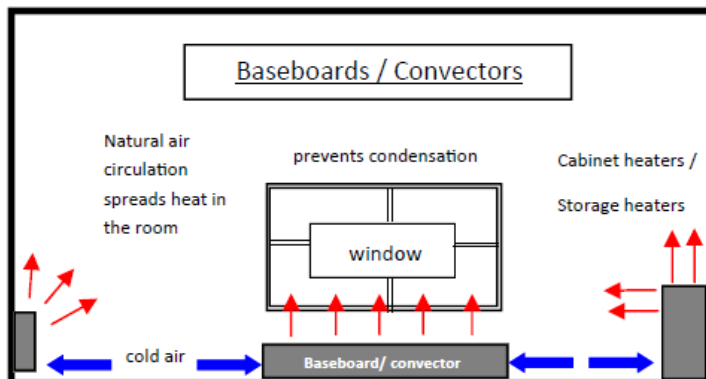 Baseboards / Convectors
Natural air
circulation
spreads heat in
the room
prevents condensation
Cabinet heaters /
Storage heaters
window
cold air
Baseboard/ convector